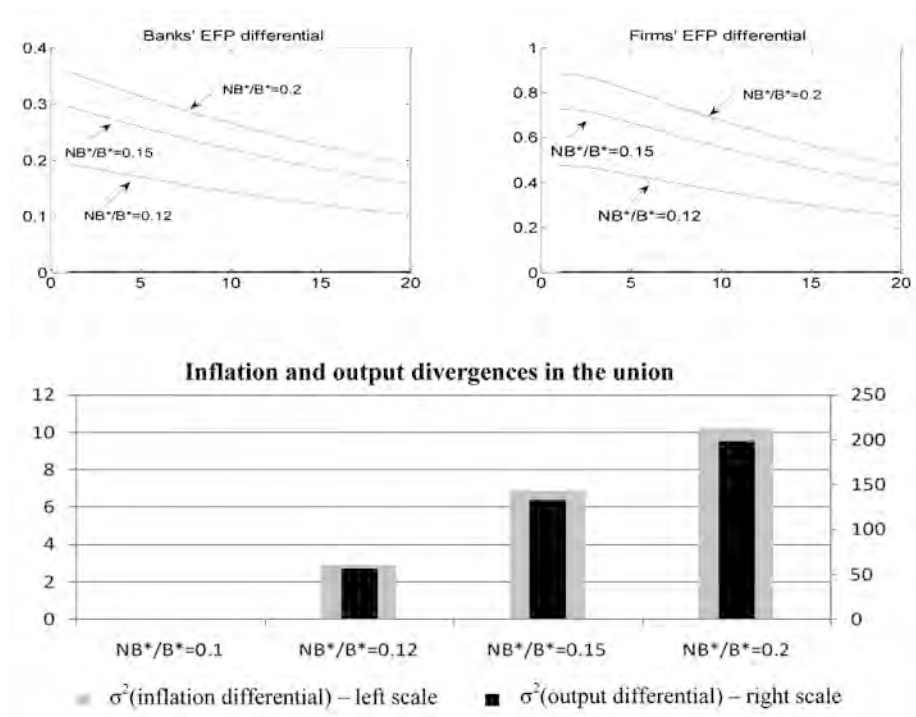 Banks' EFP differential
0.4
0.3
0.2
0.1
0
0 5 10 15 20
NB*/B*=0.2
NB*/B*=0.15
NB*/B*=0.12
Firms' EFP differential
1
0.8
0.6
0.4
0.2
0
0 5 10 15 20
NB*/B*=0.2
NB*/B*=0.15
NB*/B*=0.12
Inflation and output divergences in the union
12
10
8
6
4
2
0
250
200
150
100
50
0
NB*/B*=0.1 NB*/B*=0.12 NB*/B*=0.15 NB*/B*=0.2
σ²(inflation differential) – left scale σ²(output differential) – right scale